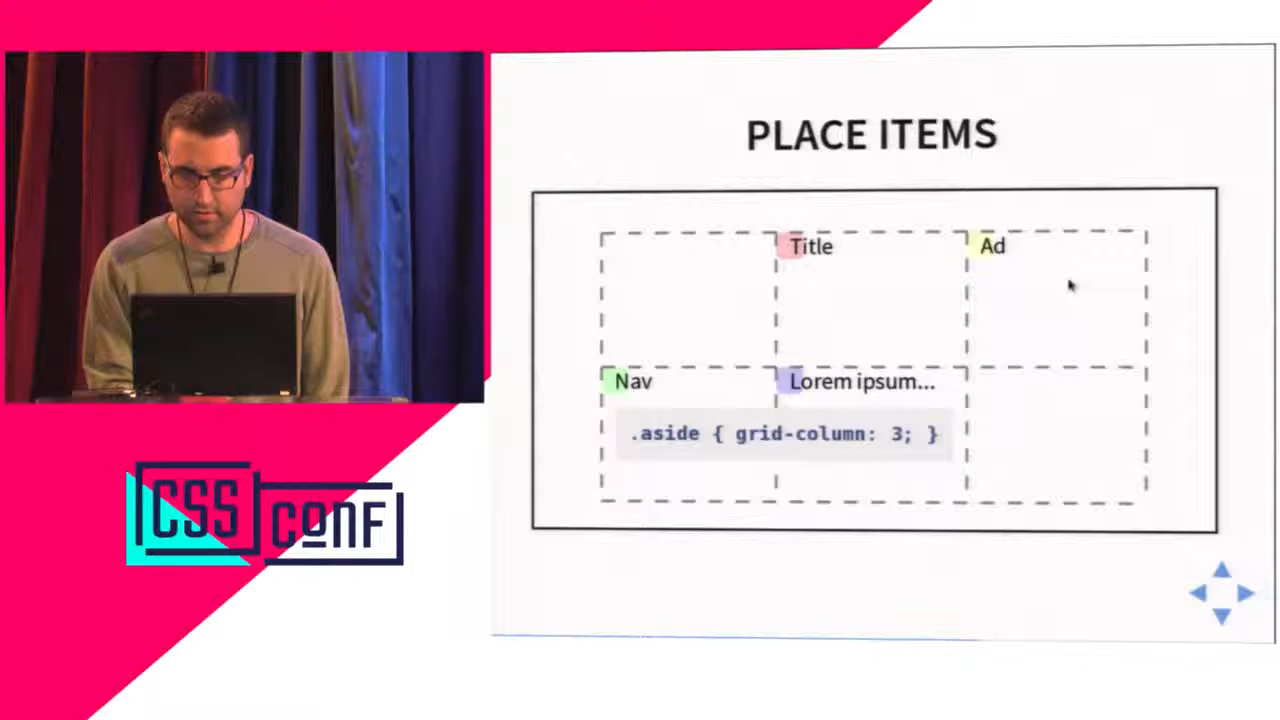 PLACE ITEMS
Title
Ad
Nav
Lorem ipsum...
.aside { grid-column: 3; }
CSS
CONF